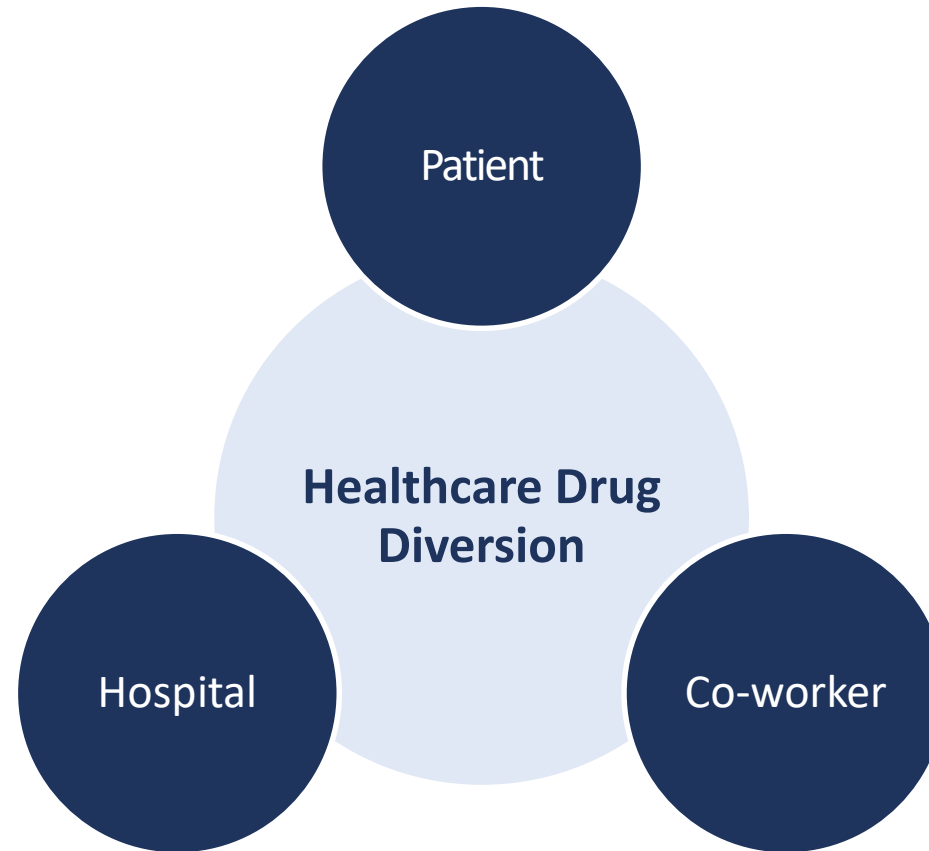 Patient
Healthcare Drug
Diversion
Hospital
Co-worker